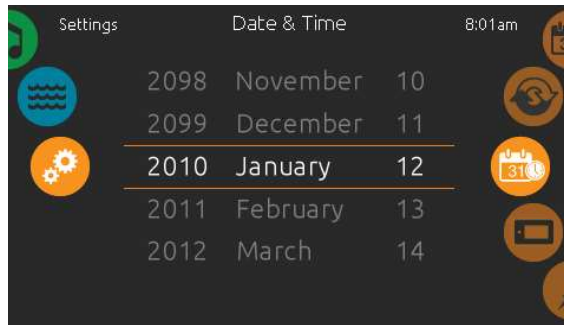 Settings Date & Time 8:01am
2098 November 10
2099 December 11
2010 January 12
31
2011 February 13
2012 March 14